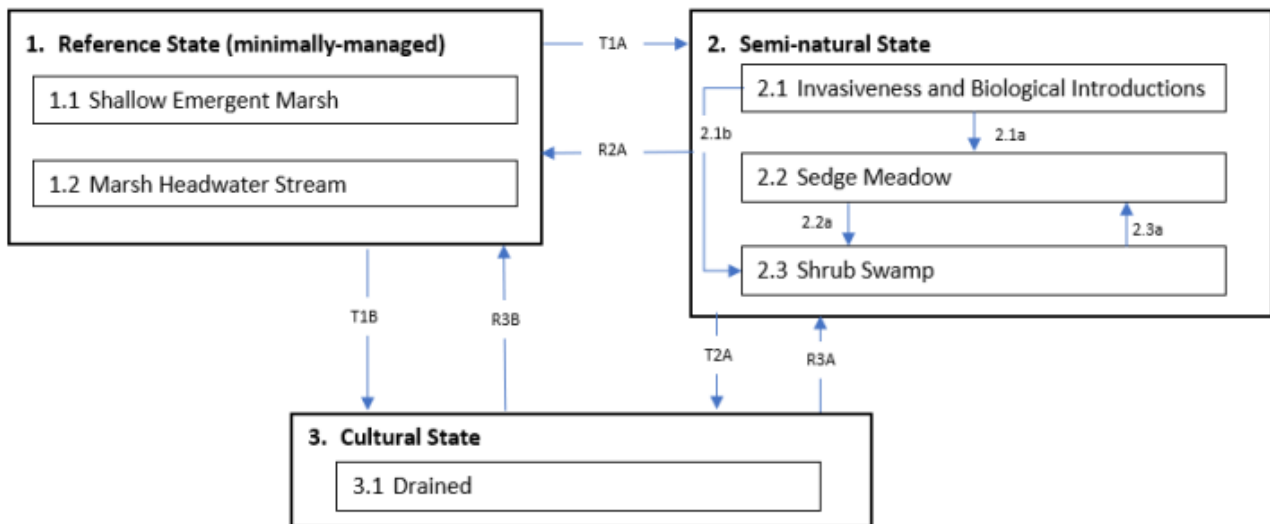 1. Reference State (minimally-managed)
1.1 Shallow Emergent Marsh
1.2 Marsh Headwater Stream
T1A
R2A
2. Semi-natural State
2.1 Invasiveness and Biological Introductions
2.1b
2.1a
2.2 Sedge Meadow
2.2a
2.3a
2.3 Shrub Swamp
T1B
R3B
T2A
R3A
3. Cultural State
3.1 Drained